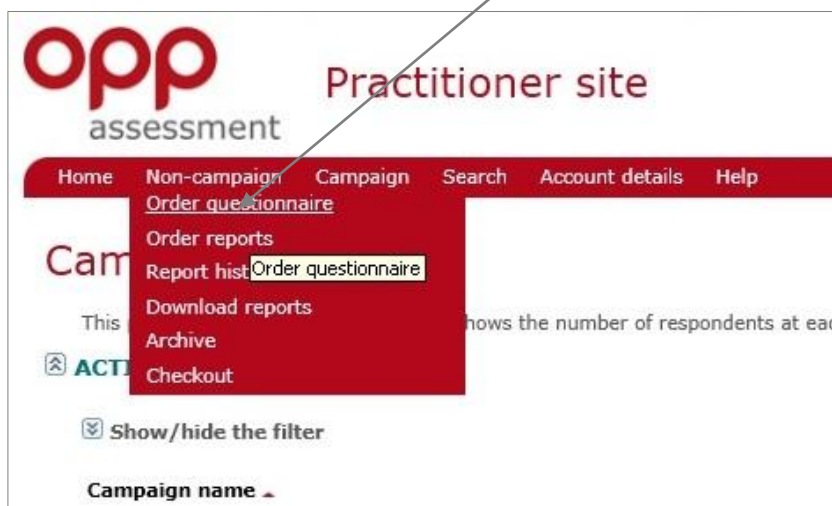 opp
assessment
Practitioner site
Home Non-campaign Campaign Search Account details Help
Order questionnaire
Order reports
Cam
Report hist
Order questionnaire
Download reports
This hows the number of respondents at eac
Archive
ACTI
Checkout
Show/hide the filter
Campaign name